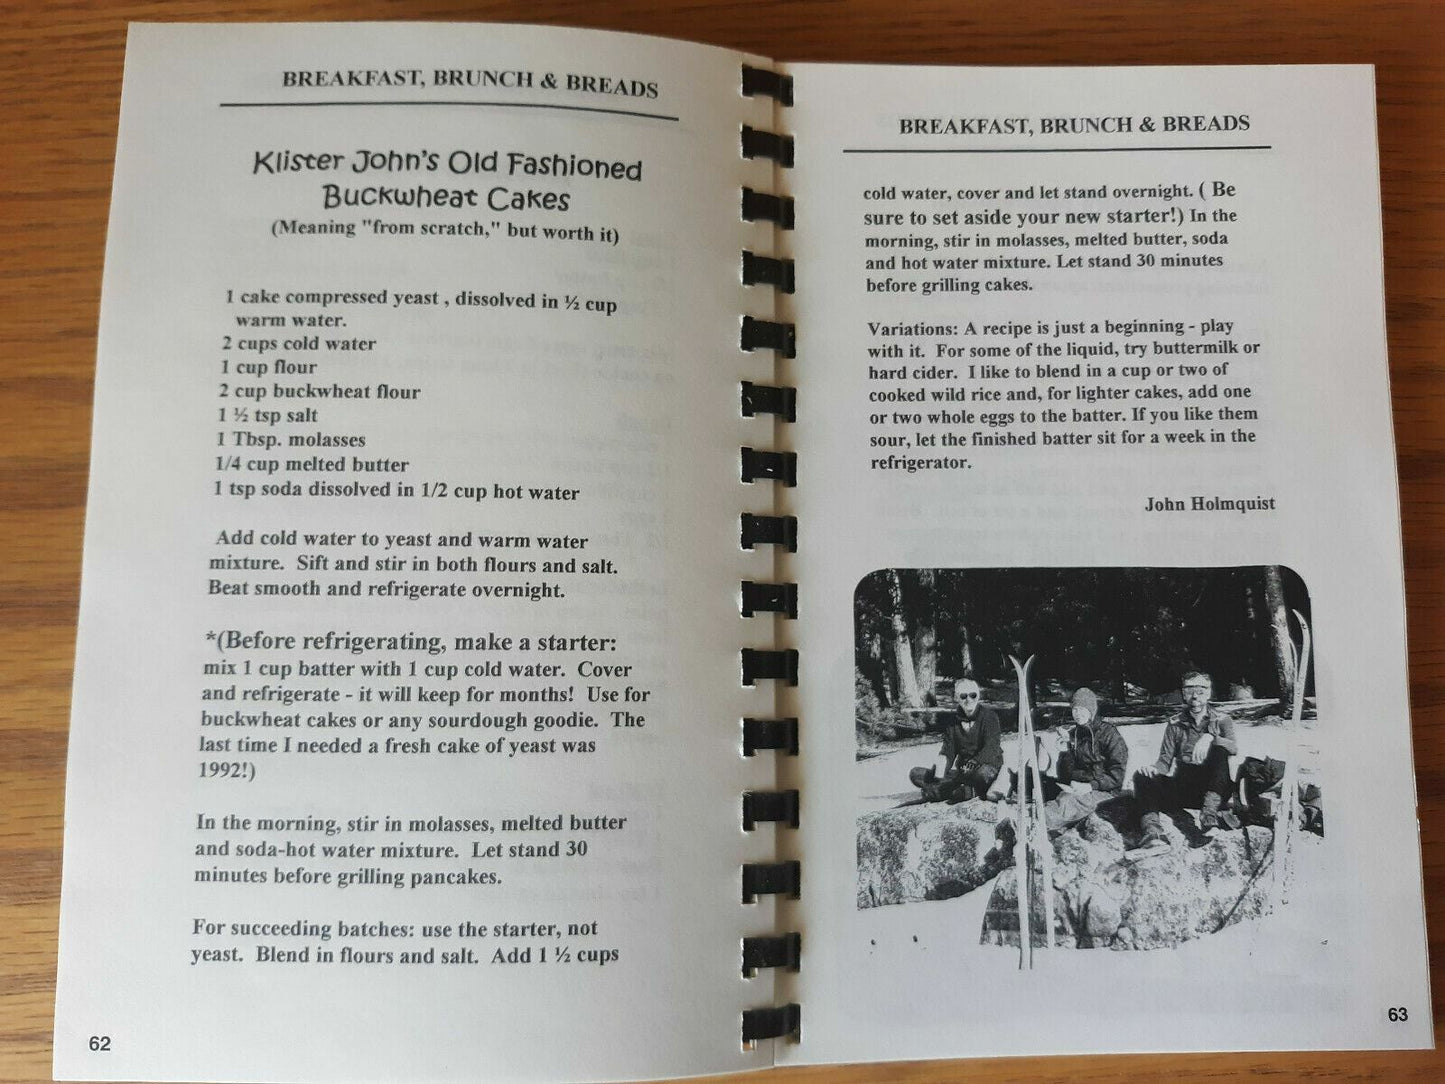 BREAKFAST, BRUNCH & BREADS
Klister John's Old Fashioned
Buckwheat Cakes
(Meaning "from scratch," but worth it)
1 cake compressed yeast , dissolved in ½ cup
warm water.
2 cups cold water
1 cup flour
2 cup buckwheat flour
1 ½ tsp salt
1 Tbsp. molasses
1/4 cup melted butter
1 tsp soda dissolved in 1/2 cup hot water
Add cold water to yeast and warm water
mixture. Sift and stir in both flours and salt.
Beat smooth and refrigerate overnight.
*(Before refrigerating, make a starter:
mix 1 cup batter with 1 cup cold water. Cover
and refrigerate - it will keep for months! Use for
buckwheat cakes or any sourdough goodie. The
last time I needed a fresh cake of yeast was
1992!)
In the morning, stir in molasses, melted butter
and soda-hot water mixture. Let stand 30
minutes before grilling pancakes.
For succeeding batches: use the starter, not
yeast. Blend in flours and salt. Add 1 ½ cups
62
BREAKFAST, BRUNCH & BREADS
cold water, cover and let stand overnight. ( Be
sure to set aside your new starter!) In the
morning, stir in molasses, melted butter, soda
and hot water mixture. Let stand 30 minutes
before grilling cakes.
Variations: A recipe is just a beginning - play
with it. For some of the liquid, try buttermilk or
hard cider. I like to blend in a cup or two of
cooked wild rice and, for lighter cakes, add one
or two whole eggs to the batter. If you like them
sour, let the finished batter sit for a week in the
refrigerator.
John Holmquist
63